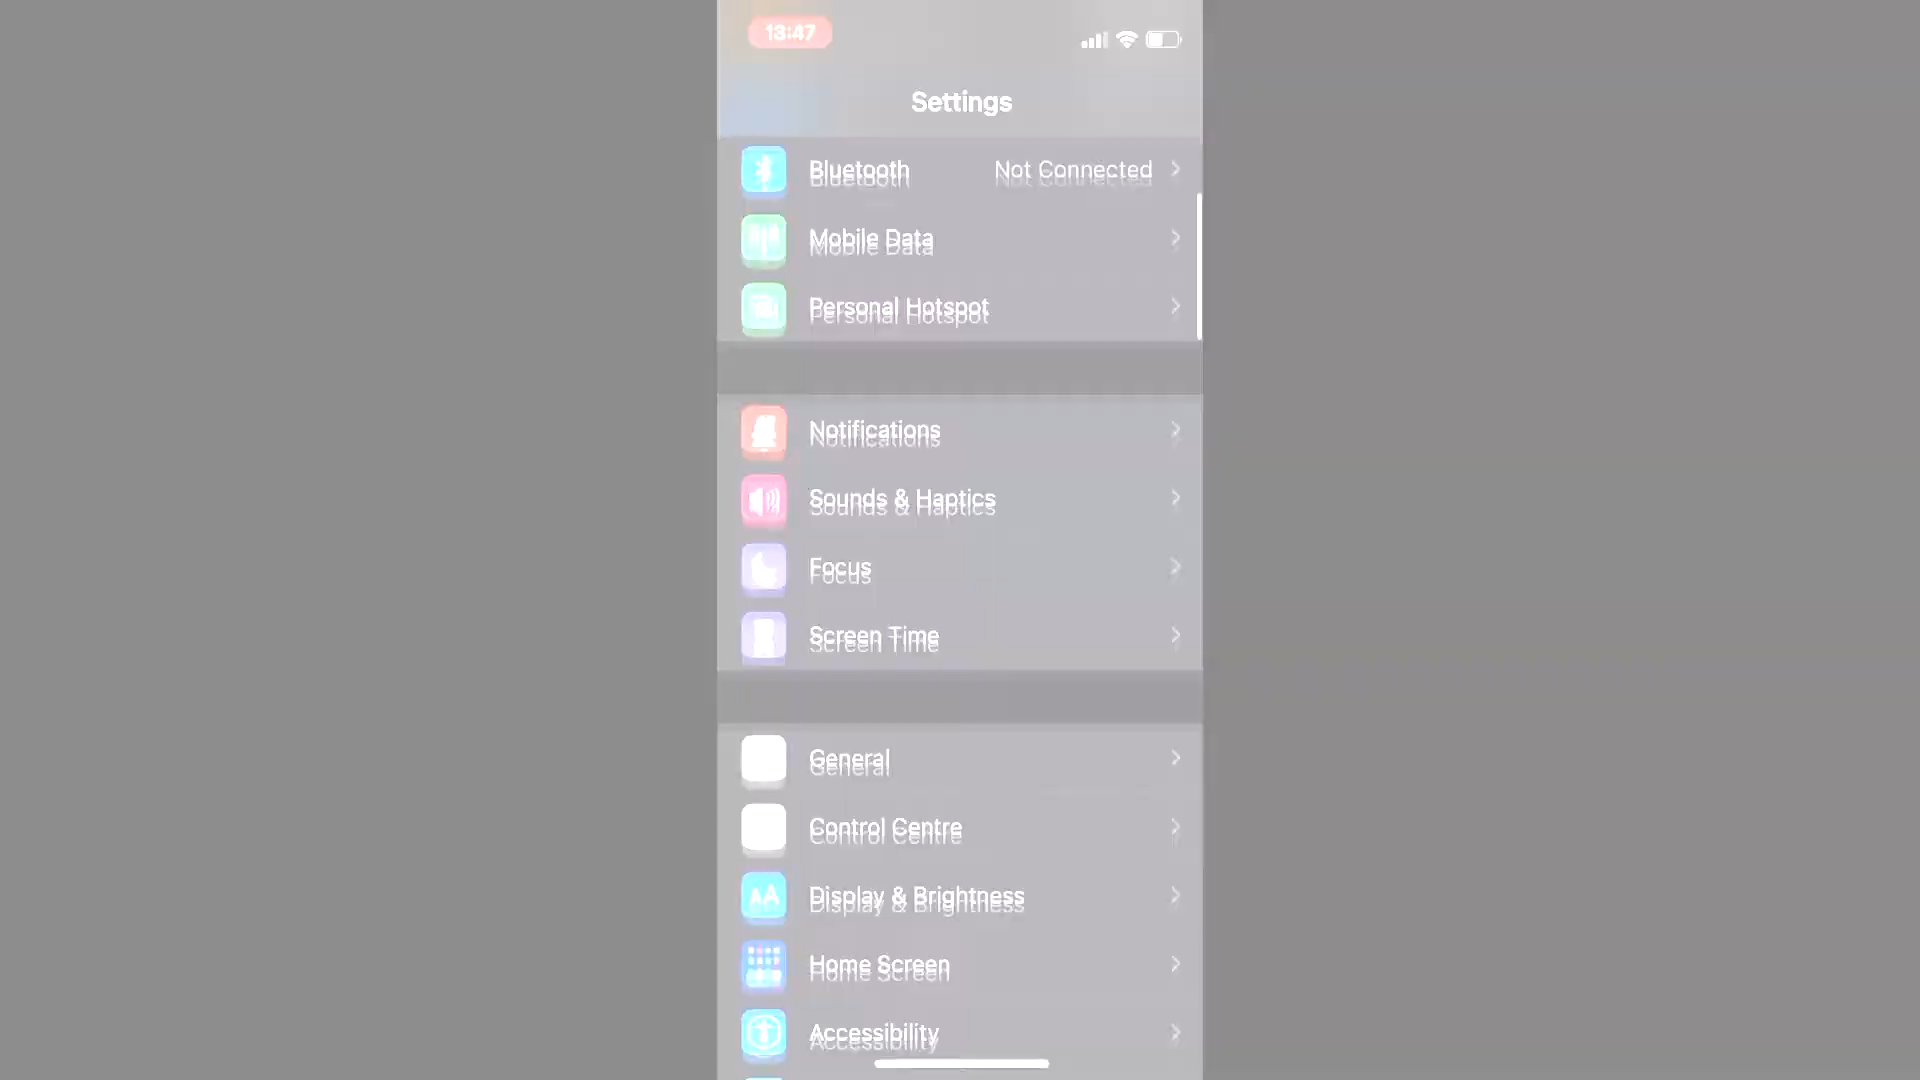 13:47
Settings
Bluetooth Not Connected
Mobile Data
Personal Hotspot
Notifications
Sounds & Haptics
Focus
Screen Time
General
Control Centre
AA Display & Brightness
Home Screen
Accessibility